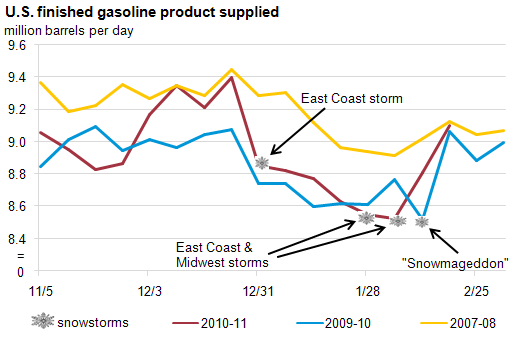 U.S. finished gasoline product supplied
million barrels per day
9.6
9.4
9.2
9.0
8.8
8.6
8.4
=
0
East Coast storm
East Coast &
Midwest storms
"Snowmageddon"
11/5 12/3 12/31 1/28 2/25
snowstorms 2010-11 2009-10 2007-08